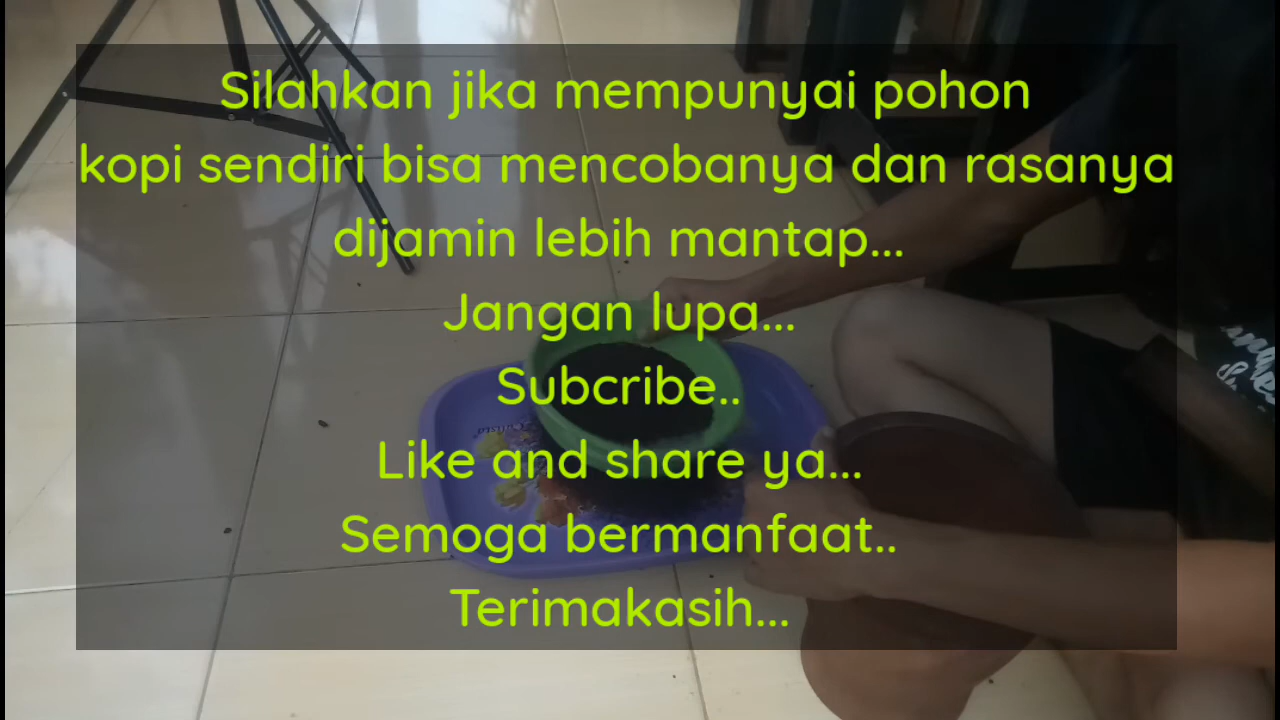 Silahkan jika mempunyai pohon
kopi sendiri bisa mencobanya dan rasanya
dijamin lebih mantap...
Jangan lupa...
Subcribe..
Like and share ya...
Semoga bermanfaat..
Terimakasih...